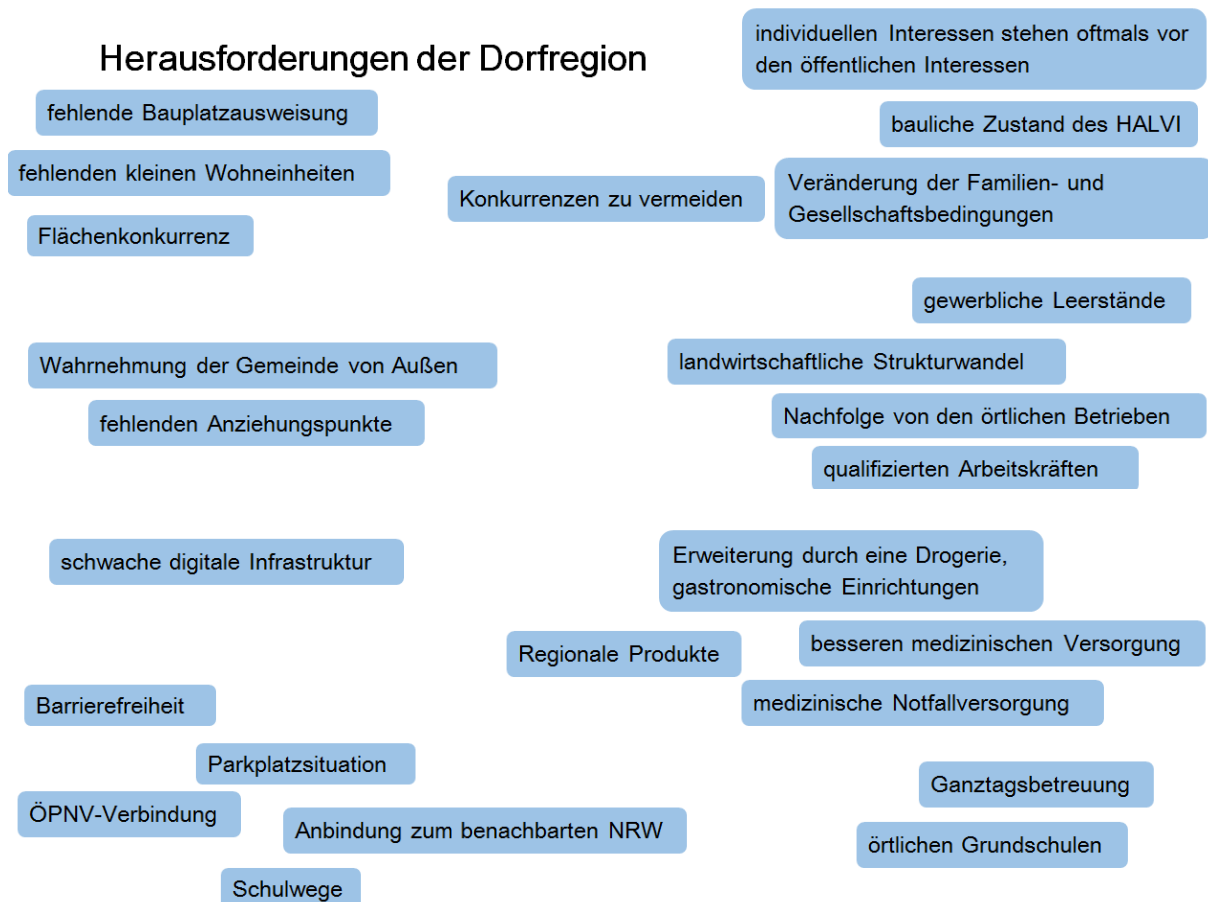 Herausforderungen der Dorfregion
individuellen Interessen stehen oftmals vor
den öffentlichen Interessen
fehlende Bauplatzausweisung
bauliche Zustand des HALVI
fehlenden kleinen Wohneinheiten
Konkurrenzen zu vermeiden
Veränderung der Familien- und
Gesellschaftsbedingungen
Flächenkonkurrenz
gewerbliche Leerstände
Wahrnehmung der Gemeinde von Außen
landwirtschaftliche Strukturwandel
fehlenden Anziehungspunkte
Nachfolge von den örtlichen Betrieben
qualifizierten Arbeitskräften
schwache digitale Infrastruktur
Erweiterung durch eine Drogerie,
gastronomische Einrichtungen
Regionale Produkte
besseren medizinischen Versorgung
Barrierefreiheit
medizinische Notfallversorgung
Parkplatzsituation
Ganztagsbetreuung
ÖPNV-Verbindung
Anbindung zum benachbarten NRW
örtlichen Grundschulen
Schulwege